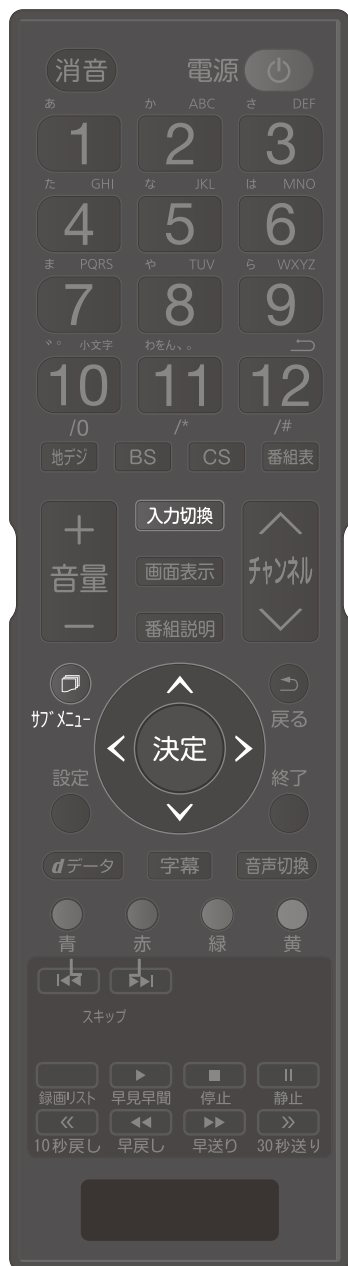 消音 電源
あ か ABC さ DEF
1 2 3
た GHI な JKL は MNO
4 5 6
ま PQRS や TUV ら WXYZ
7 8 9
゛゜ 小文字 わをん、。
10 11 12
/0 /* /#
地デジ BS CS 番組表
入力切換
+ 音量 −
画面表示
チャンネル
番組説明
サブメニュー
戻る
決定
設定 終了
dデータ 字幕 音声切換
青 赤 緑 黄
スキップ
録画リスト 早見早聞 停止 静止
10秒戻し 早戻し 早送り 30秒送り